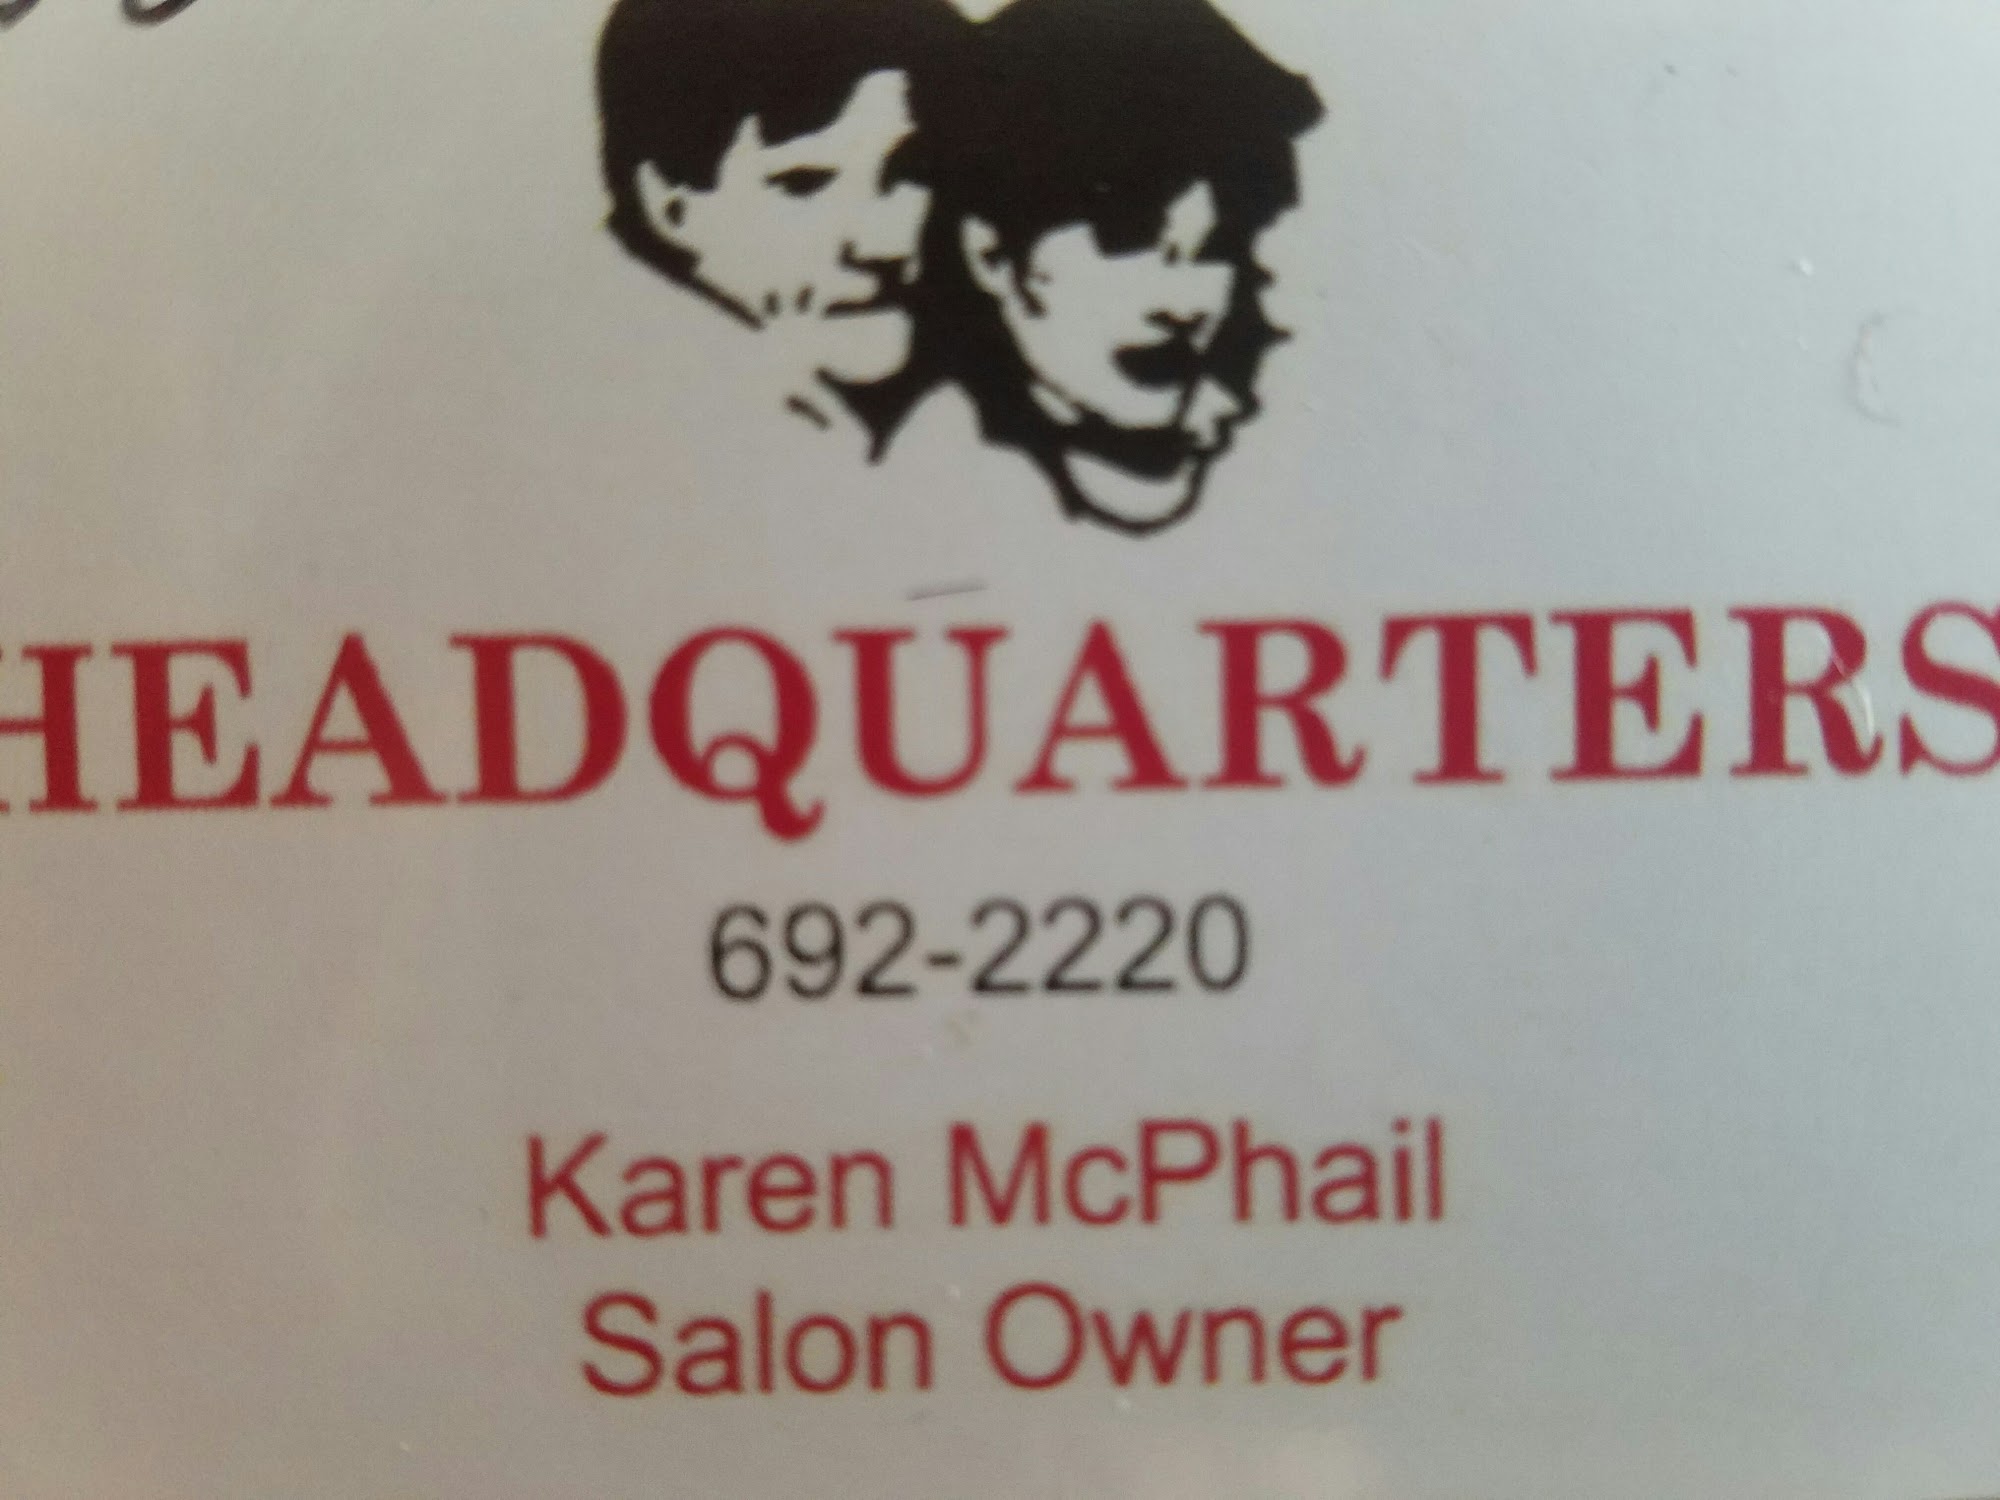 HEADQUARTERS
692-2220
Karen McPhail
Salon Owner